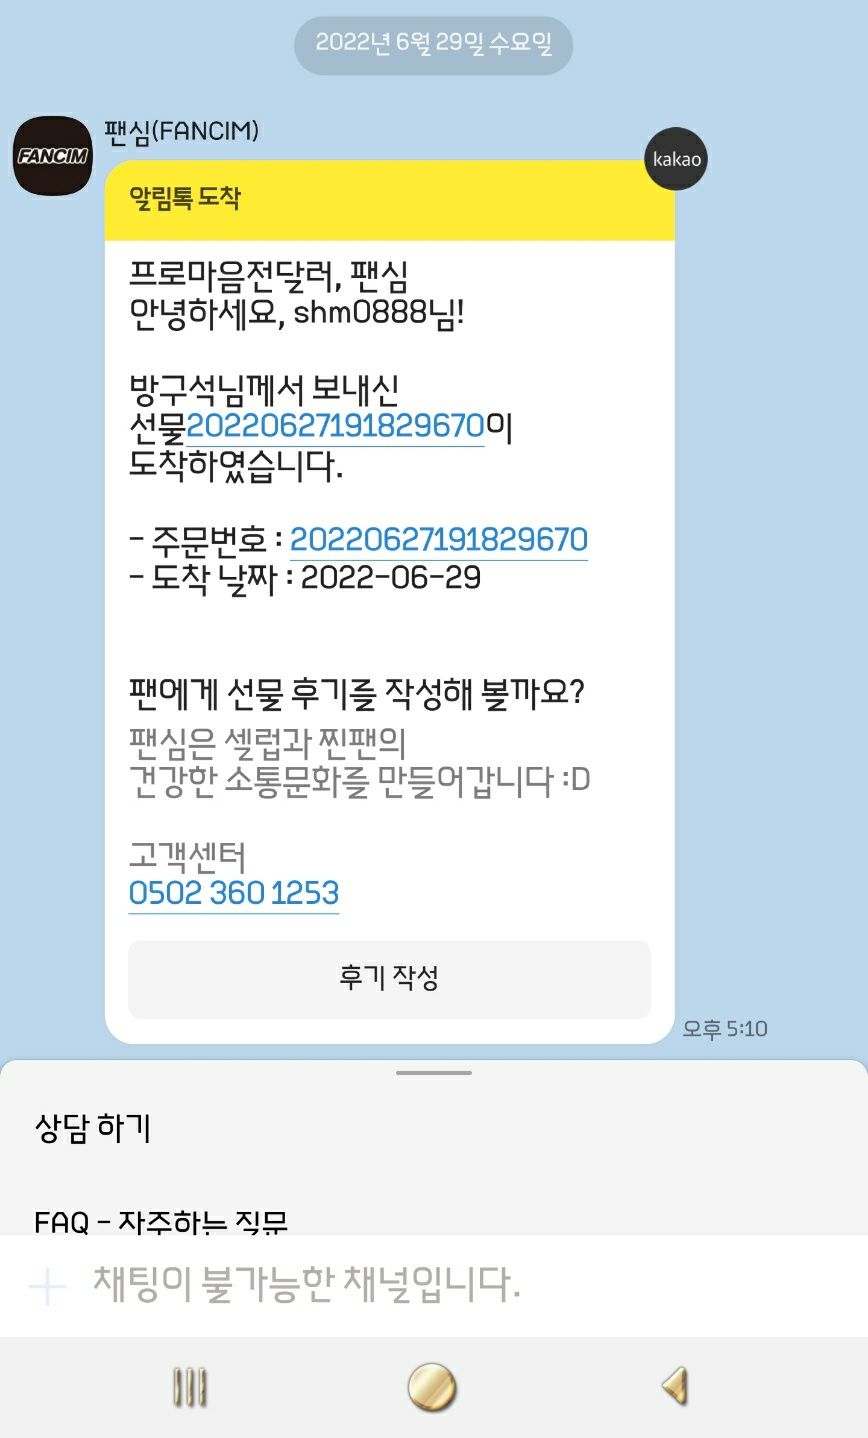 2022년 6월 29일 수요일
FANCIM
팬심(FANCIM)
kakao
알림톡 도착
프로마음전달러, 팬심
안녕하세요, shm0888님!
방구석님께서 보내신
선물20220627191829670이
도착하였습니다.
- 주문번호 : 20220627191829670
- 도착 날짜 : 2022-06-29
팬에게 선물 후기를 작성해 볼까요?
팬심은 셀럽과 찐팬의
건강한 소통문화를 만들어갑니다 :D
고객센터
0502 360 1253
후기 작성
오후 5:10
상담 하기
FAQ - 자주하는 질문
채팅이 불가능한 채널입니다.